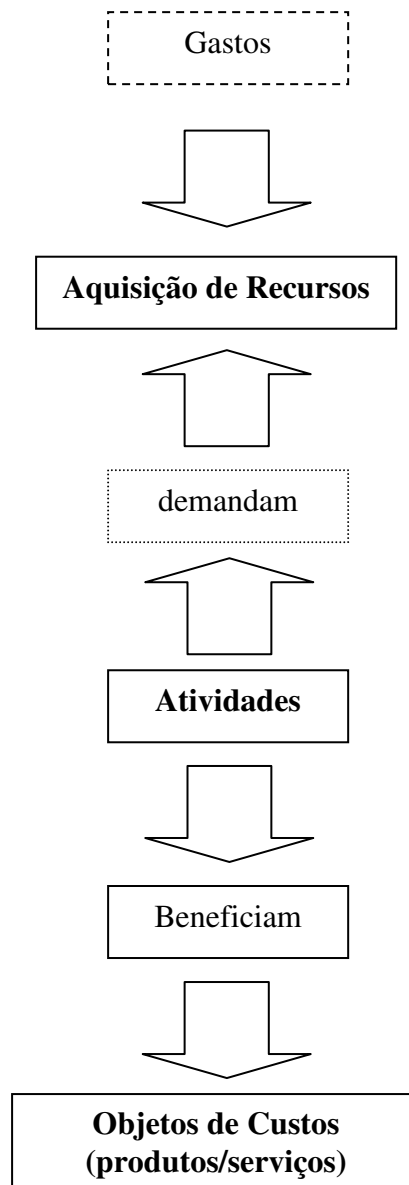 Gastos
Aquisição de Recursos
demandam
Atividades
Beneficiam
Objetos de Custos
(produtos/serviços)